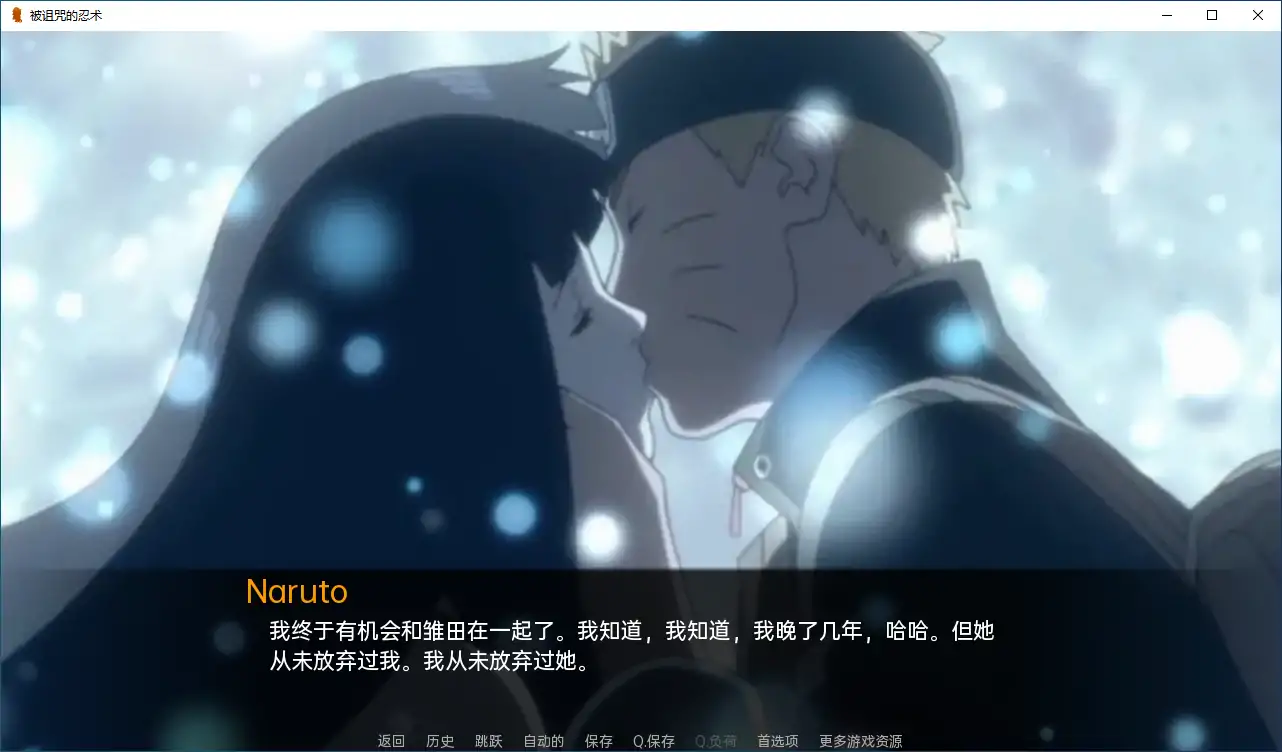 被诅咒的忍术
Naruto
我终于有机会和雏田在一起了。我知道，我知道，我晚了几年，哈哈。但她
从未放弃过我。我从未放弃过她。
返回 历史 跳跃 自动的 保存 Q.保存 Q.负荷 首选项 更多游戏资源